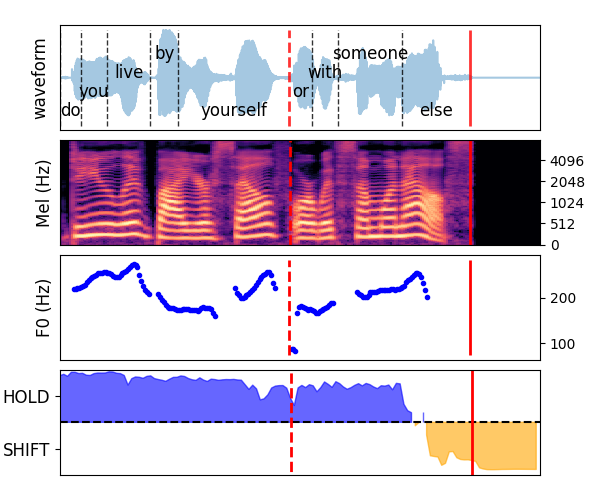 waveform
do you live by yourself or with someone else
Mel (Hz)
4096
2048
1024
512
0
F0 (Hz)
200
100
HOLD
SHIFT